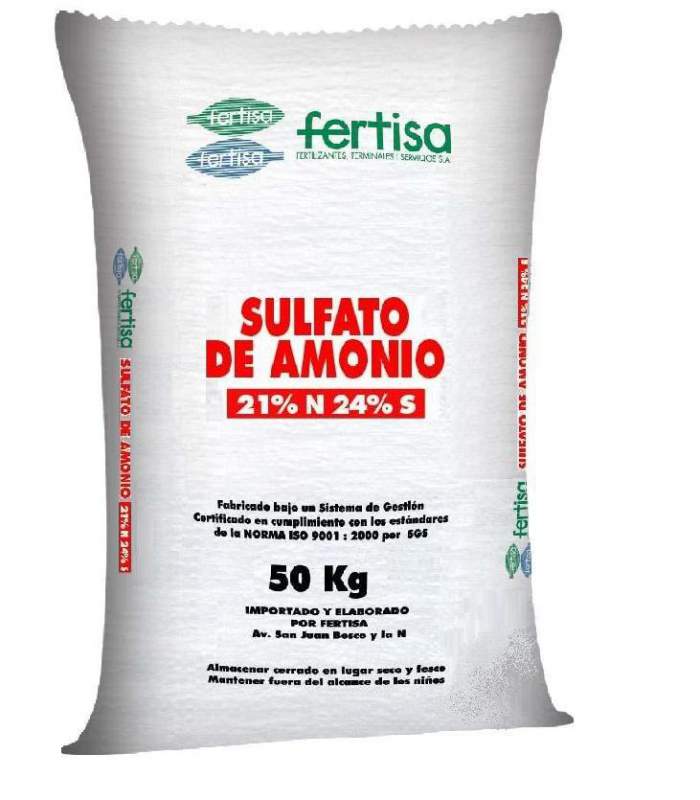 fertisa
fertisa
fertisa
FERTILIZANTES, TERMINALES I SERVICIOS S.A
SULFATO
DE AMONIO
21% N 24% S
Fabricado bajo un Sistema de Gestión
Certificado en cumplimiento con los estándares
de la NORMA ISO 9001 : 2000 por SGS
50 Kg
IMPORTADO Y ELABORADO
POR FERTISA
Av. San Juan Bosco y la N
Almacenar cerrado en lugar seco y fesco
Mantener fuera del alcance de los niños
fertisa SULFATO DE AMONIO 21% N 24% S
fertisa SULFATO DE AMONIO 21% N 24% S